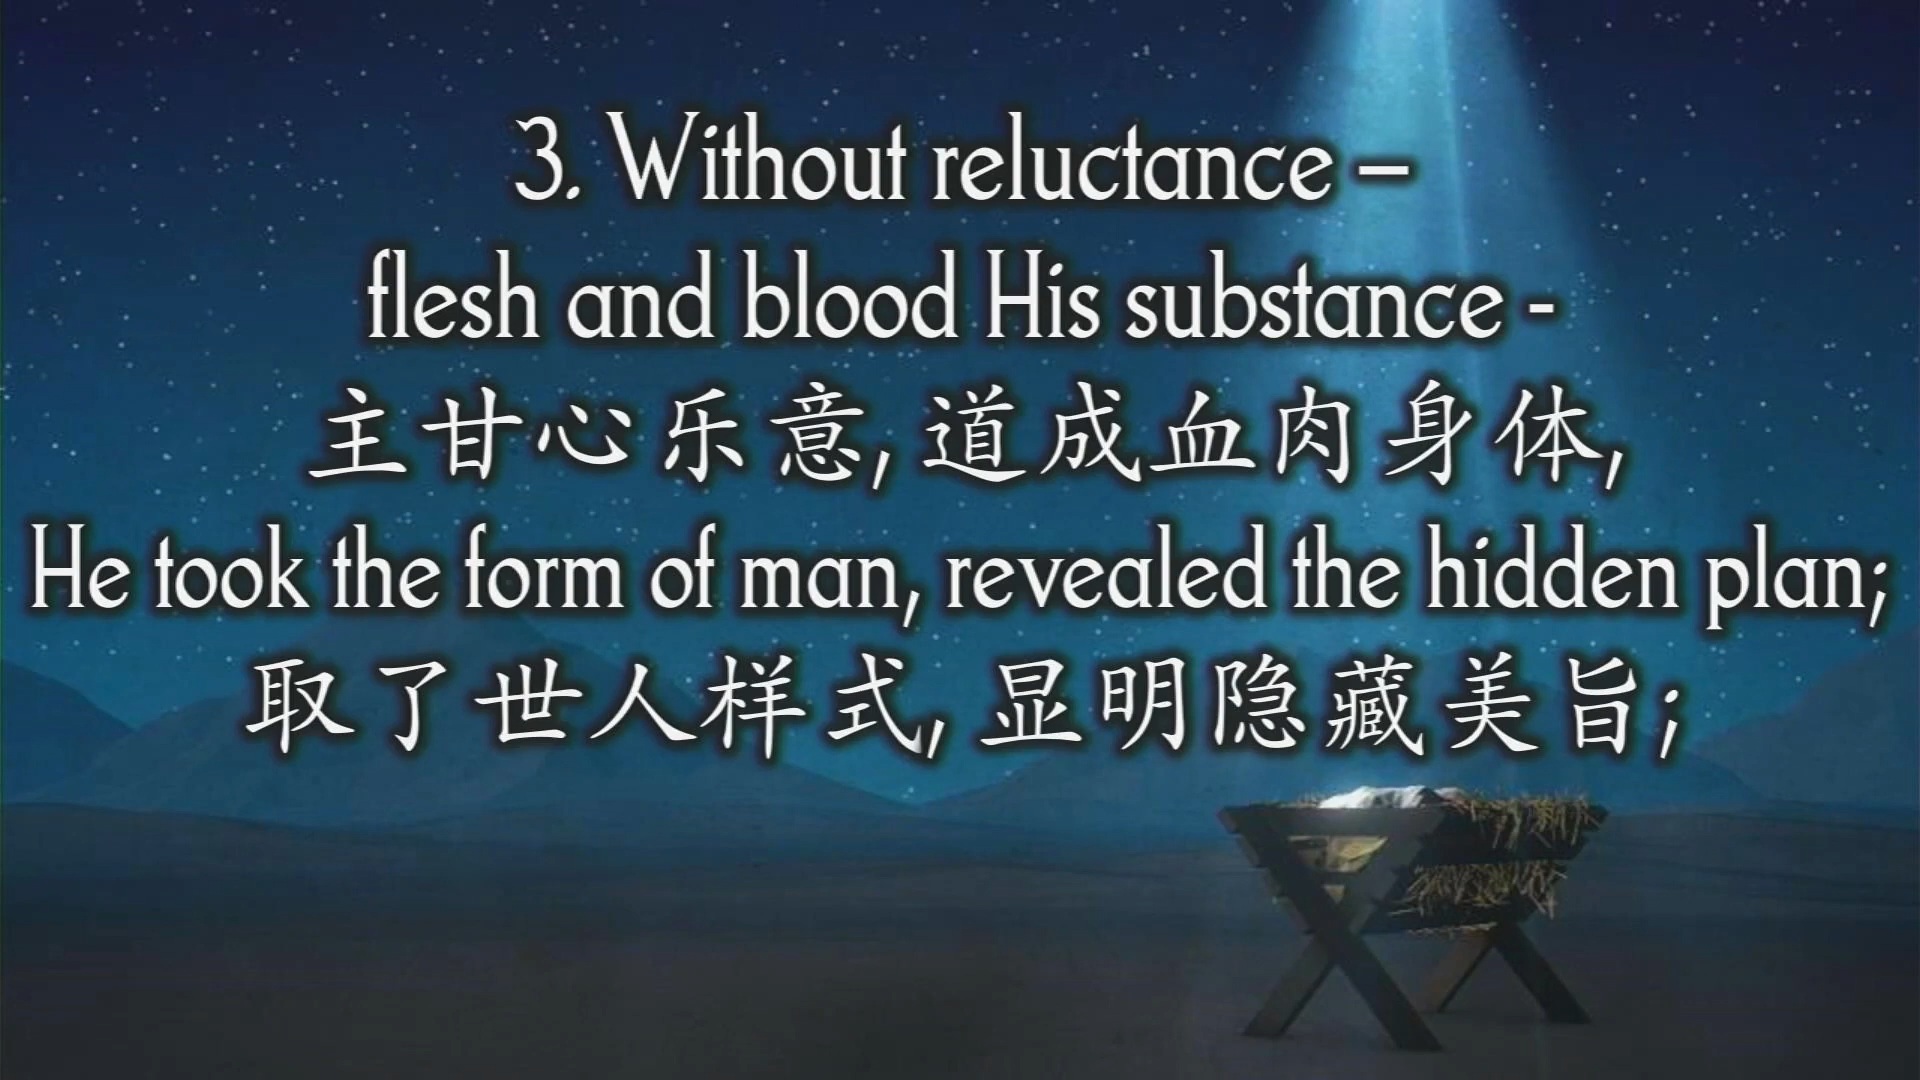 3. Without reluctance –
flesh and blood His substance -
主甘心乐意, 道成血肉身体,
He took the form of man, revealed the hidden plan;
取了世人样式, 显明隐藏美旨;